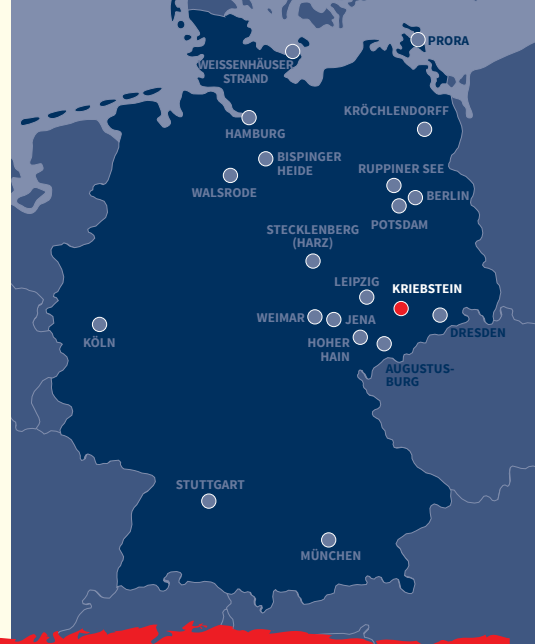 PRORA
WEISSENHÄUSER
STRAND
KRÖCHLENDORFF
HAMBURG
BISPINGER
HEIDE
RUPPINER SEE
WALSRODE
BERLIN
POTSDAM
STECKLENBERG
(HARZ)
LEIPZIG
KRIEBSTEIN
WEIMAR
JENA
DRESDEN
KÖLN
HOHER
HAIN
AUGUSTUS-
BURG
STUTTGART
MÜNCHEN